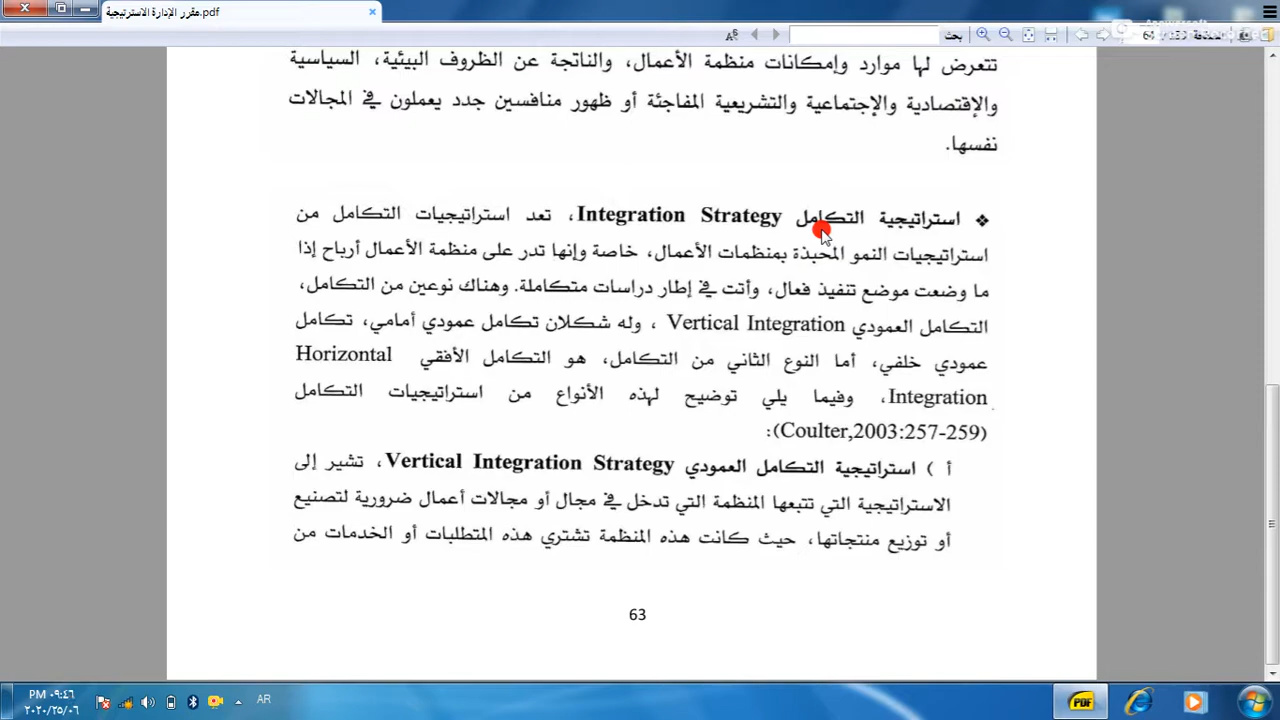 مقرر الإدارة الاسترتيجية.pdf
بحث
64
تتعرض لها موارد وإمكانات منظمة الأعمال، والناتجة عن الظروف البيئية، السياسية
والإقتصادية والإجتماعية والتشريعية المفاجئة أو ظهور منافسين جدد يعملون في المجالات
نفسها.
❖ استراتيجية التكامل Integration Strategy، تعد استراتيجيات التكامل من
استراتيجيات النمو المحبذة بمنظمات الأعمال، خاصة وإنها تدر على منظمة الأعمال أرباح إذا
ما وضعت موضع تنفيذ فعال، وأتت في إطار دراسات متكاملة. وهناك نوعين من التكامل،
التكامل العمودي Vertical Integration ، وله شكلان تكامل عمودي أمامي، تكامل
عمودي خلفي، أما النوع الثاني من التكامل، هو التكامل الأفقي Horizontal
Integration، وفيما يلي توضيح لهذه الأنواع من استراتيجيات التكامل
(Coulter,2003:257-259):
أ ) استراتيجية التكامل العمودي Vertical Integration Strategy، تشير إلى
الاستراتيجية التي تتبعها المنظمة التي تدخل في مجال أو مجالات أعمال ضرورية لتصنيع
أو توزيع منتجاتها، حيث كانت هذه المنظمة تشتري هذه المتطلبات أو الخدمات من
63
PM ٠٩:٤٦
٢٠٢٠/٢٥/٠٦
AR
PDF